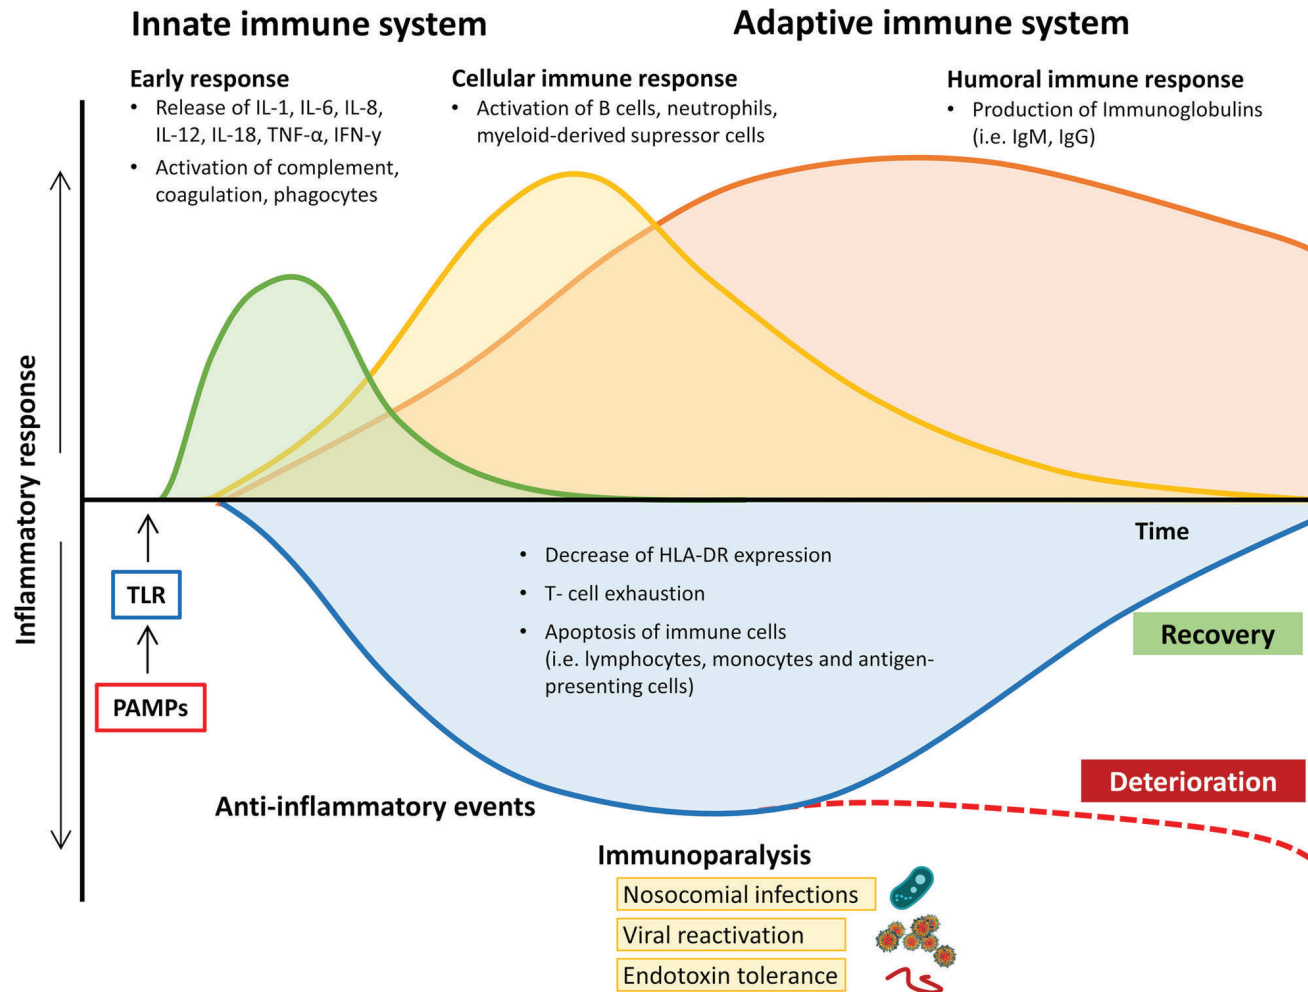 Innate immune system
Adaptive immune system
Early response
• Release of IL-1, IL-6, IL-8,
IL-12, IL-18, TNF-α, IFN-y
• Activation of complement,
coagulation, phagocytes
Cellular immune response
• Activation of B cells, neutrophils,
myeloid-derived supressor cells
Humoral immune response
• Production of Immunoglobulins
(i.e. IgM, IgG)
Inflammatory response
Time
TLR
PAMPs
• Decrease of HLA-DR expression
• T- cell exhaustion
• Apoptosis of immune cells
(i.e. lymphocytes, monocytes and antigen-
presenting cells)
Recovery
Deterioration
Anti-inflammatory events
Immunoparalysis
Nosocomial infections
Viral reactivation
Endotoxin tolerance